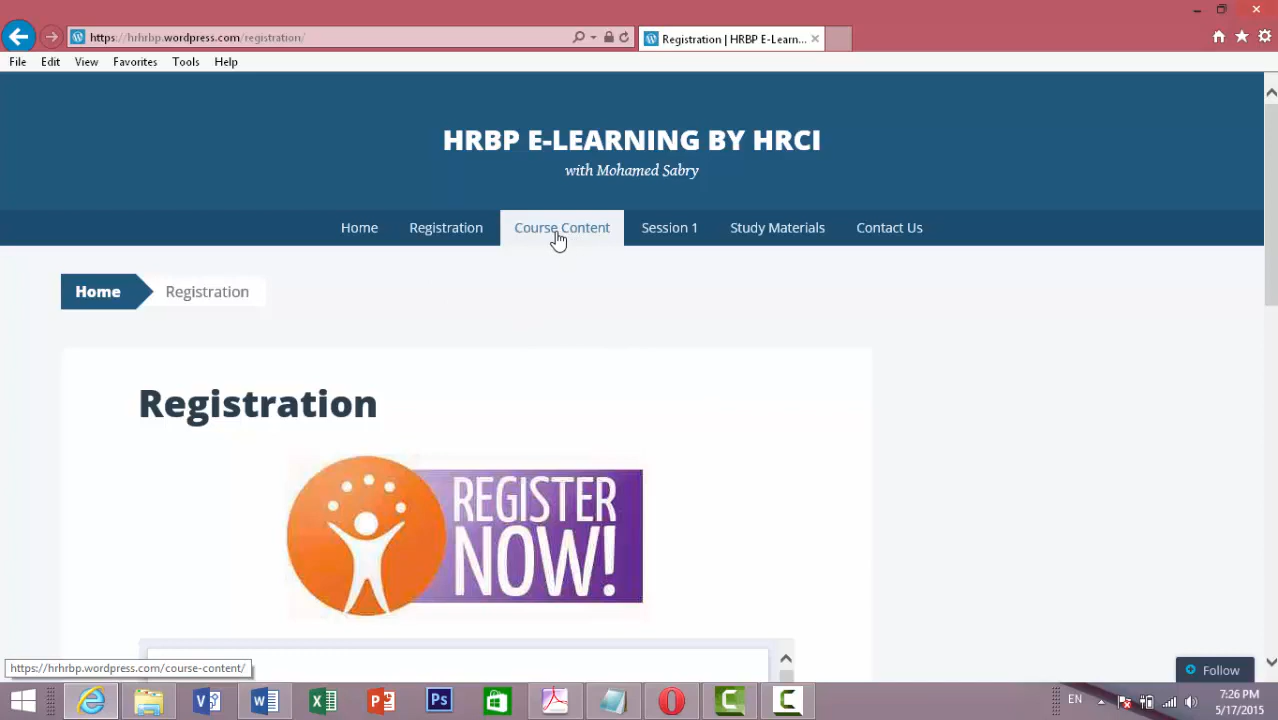 https://hrhrbp.wordpress.com/registration/
Registration | HRBP E-Learn...
File Edit View Favorites Tools Help
HRBP E-LEARNING BY HRCI
with Mohamed Sabry
Home Registration Course Content Session 1 Study Materials Contact Us
Home Registration
Registration
REGISTER
NOW!
https://hrhrbp.wordpress.com/course-content/
Follow
EN
7:26 PM
5/17/2015